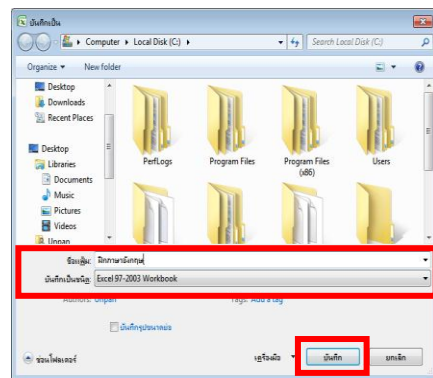 บันทึกเป็น
Computer ▸ Local Disk (C:) ▸
Search Local Disk (C:)
Organize ▾ New folder
Desktop
Downloads
Recent Places
Desktop
Libraries
Documents
Music
Pictures
Videos
Unpan
PerfLogs
Program Files
Program Files (x86)
Users
ชื่อแฟ้ม: ฝึกภาษาอังกฤษ
บันทึกเป็นชนิด: Excel 97-2003 Workbook
Authors: Unpan
Tags: Add a tag
บันทึกรูปขนาดย่อ
ซ่อนโฟลเดอร์
เครื่องมือ
บันทึก
ยกเลิก